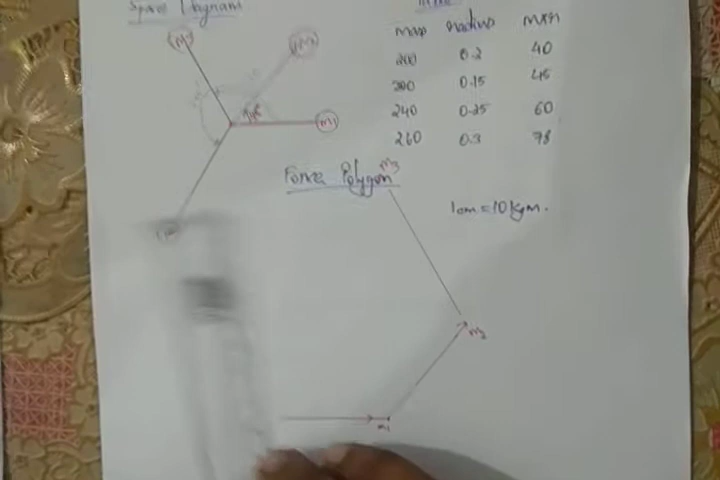 Space Diagram
mass radius mxr
200 0.2 40
300 0.15 45
240 0.25 60
260 0.3 78
m3
m2
45°
m1
Force Polygon
m3
1cm = 10 kgm.
m2
m1